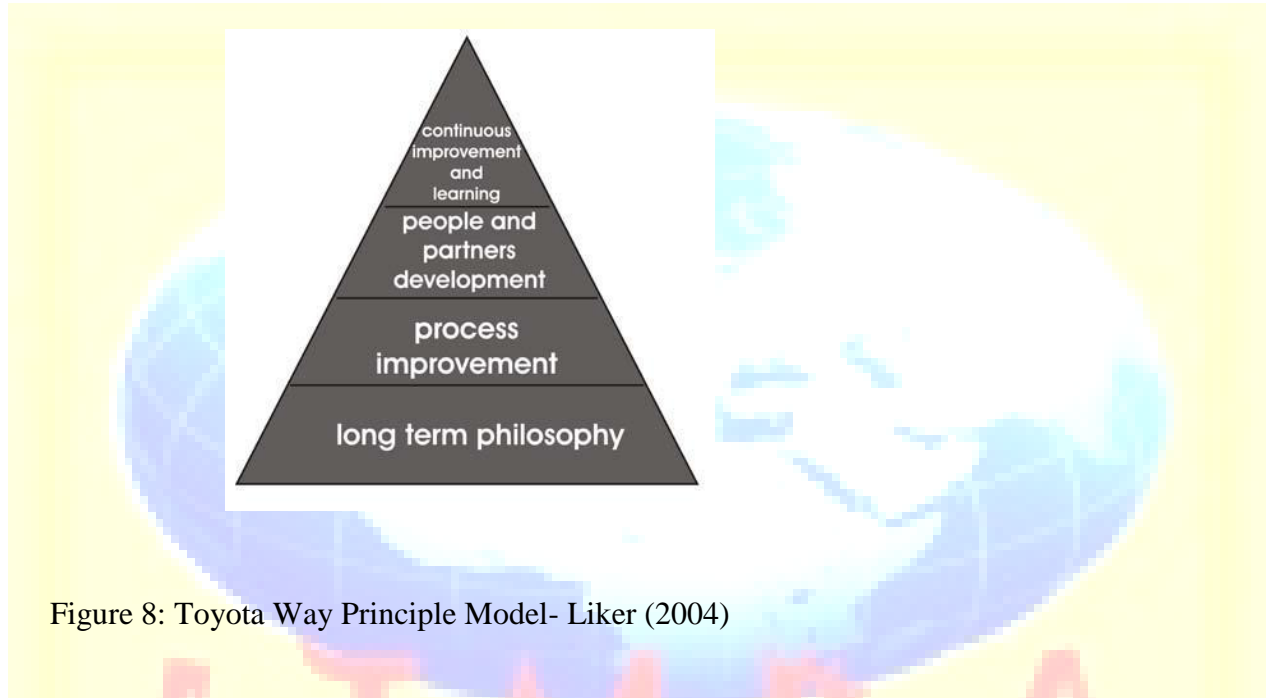 continuous
improvement
and
learning
people and
partners
development
process
improvement
long term philosophy
Figure 8: Toyota Way Principle Model- Liker (2004)